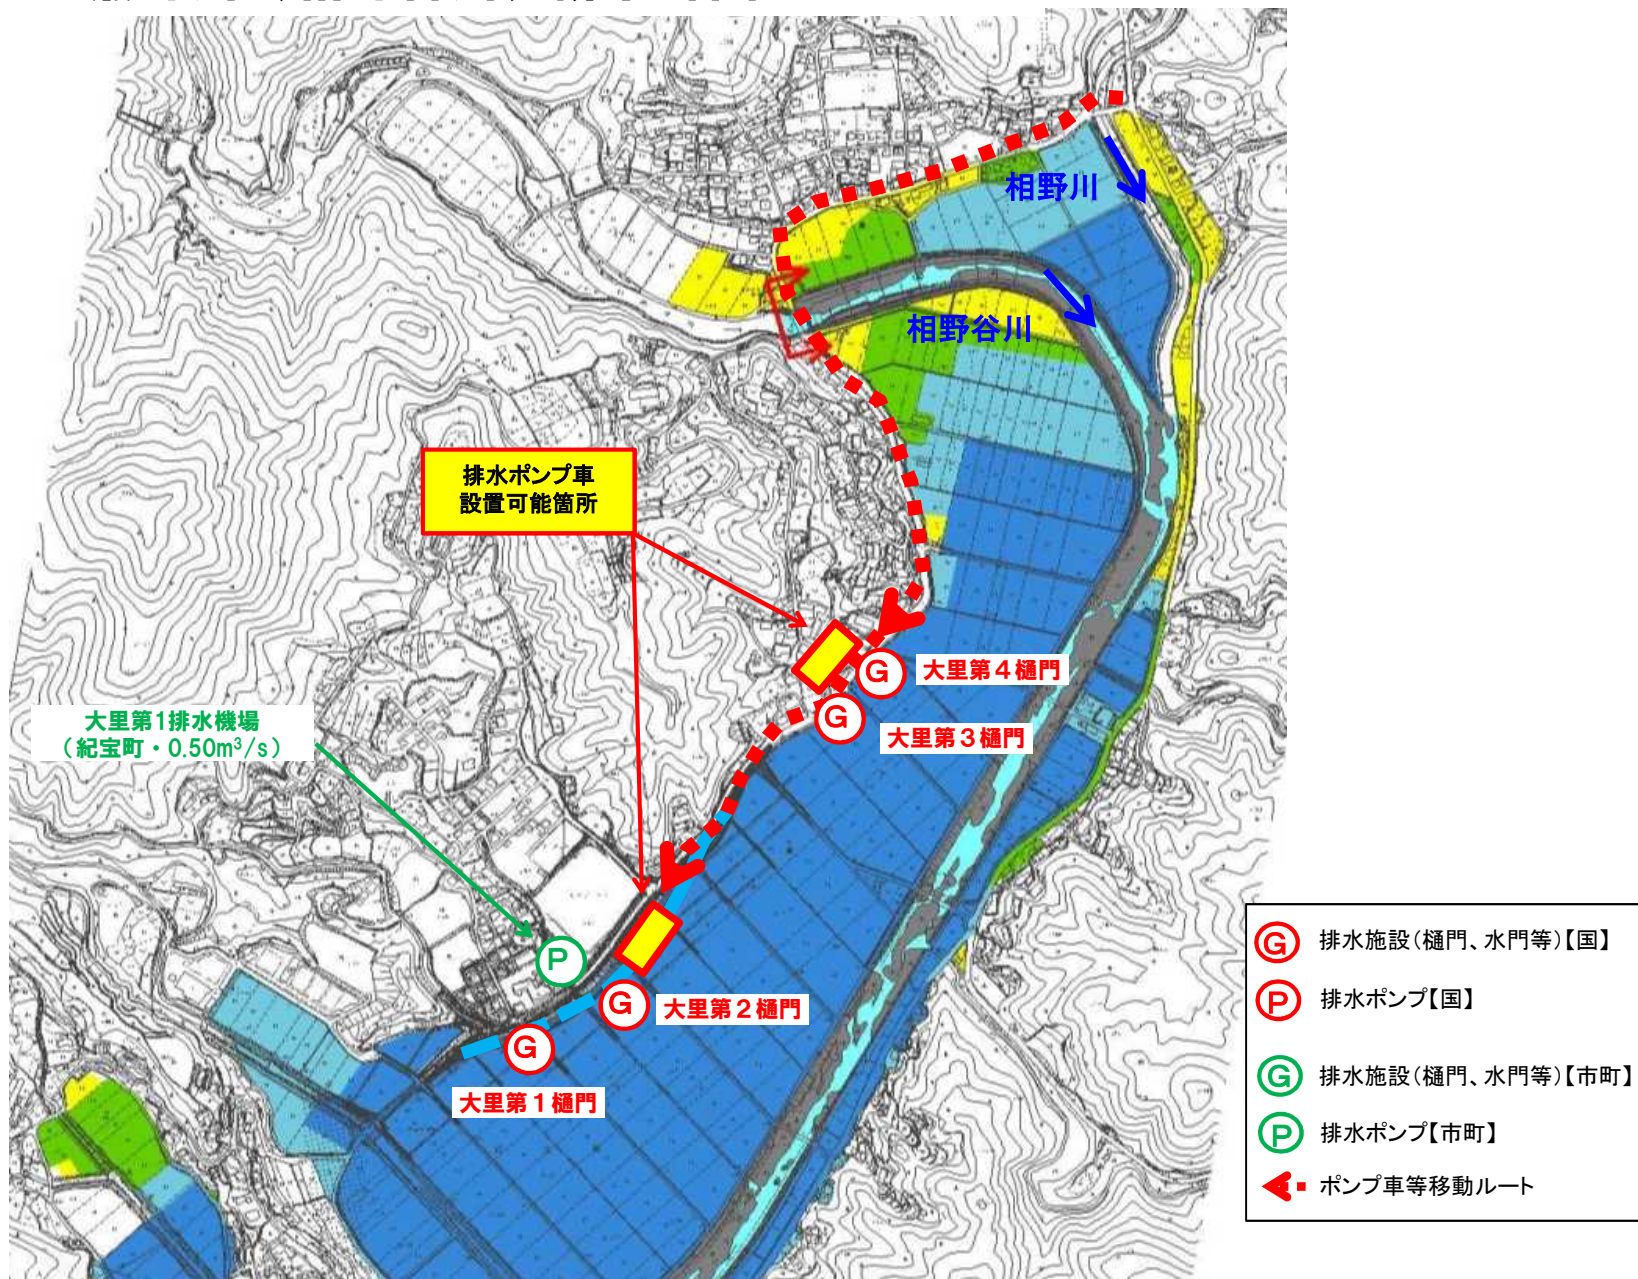 相野川
相野谷川
排水ポンプ車
設置可能箇所
大里第４樋門
大里第３樋門
大里第1排水機場
（紀宝町・0.50m³/s）
大里第２樋門
大里第１樋門
G
G
P
G
G
G 排水施設（樋門、水門等）【国】
P 排水ポンプ【国】
G 排水施設（樋門、水門等）【市町】
P 排水ポンプ【市町】
ポンプ車等移動ルート